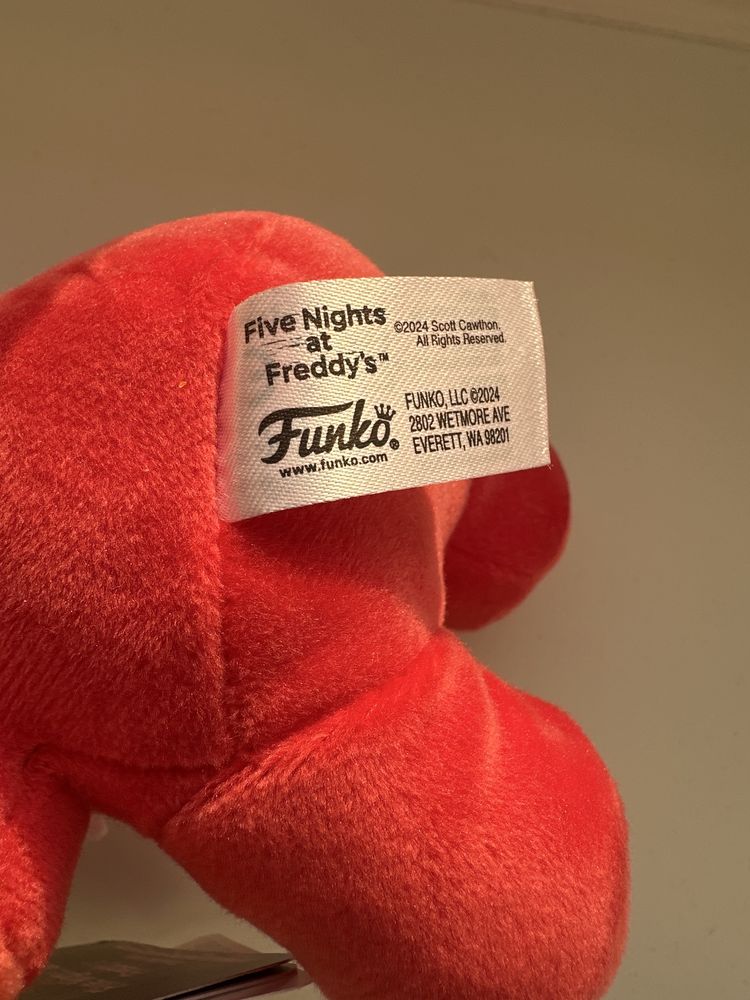 Five Nights
at
Freddy's™
©2024 Scott Cawthon.
All Rights Reserved.
Funko®
www.funko.com
FUNKO, LLC ©2024
2802 WETMORE AVE
EVERETT, WA 98201